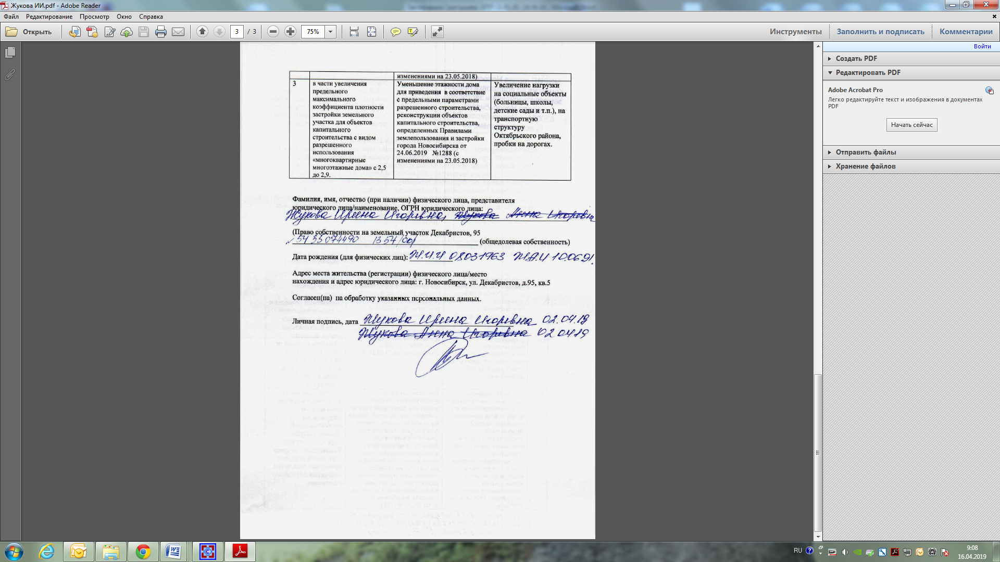 Жукова ИИ.pdf - Adobe Reader
Файл Редактирование Просмотр Окно Справка
Открыть 3 / 3 75% Инструменты Заполнить и подписать Комментарии
Войти
Создать PDF
Редактировать PDF
Adobe Acrobat Pro
Легко редактируйте текст и изображения в документах
PDF
Начать сейчас
Отправить файлы
Хранение файлов
изменениями на 23.05.2018)
3
в части увеличения
предельного
максимального
коэффициента плотности
застройки земельного
участка для объектов
капитального
строительства с видом
разрешенного
использования
«многоквартирные
многоэтажные дома» с 2,5
до 2,9.
Уменьшение этажности дома
для приведения в соответствие
с предельными параметрами
разрешенного строительства,
реконструкции объектов
капитального строительства,
определенных Правилами
землепользования и застройки
города Новосибирска от
24.06.2019 №1288 (с
изменениями на 23.05.2018)
Увеличение нагрузки
на социальные объекты
(больницы, школы,
детские сады и т.п.), на
транспортную
структуру
Октябрьского района,
пробки на дорогах.
Фамилия, имя, отчество (при наличии) физического лица, представителя
юридического лица/наименование, ОГРН юридического лица:
Жукова Ирина Игоревна, Жукова Анна Игоревна
(Право собственности на земельный участок Декабристов, 95
54 35 074490 1354/001 (общедолевая собственность)
Дата рождения (для физических лиц): Ж.И.И 08031963 Ж.А.И 10.06.91.
Адрес места жительства (регистрации) физического лица/место
нахождения и адрес юридического лица: г. Новосибирск, ул. Декабристов, д.95, кв.5
Согласен(на) на обработку указанных персональных данных.
Личная подпись, дата Жукова Ирина Игоревна 02.04.19
Жукова Анна Игоревна 02 04 19
RU
9:08
16.04.2019